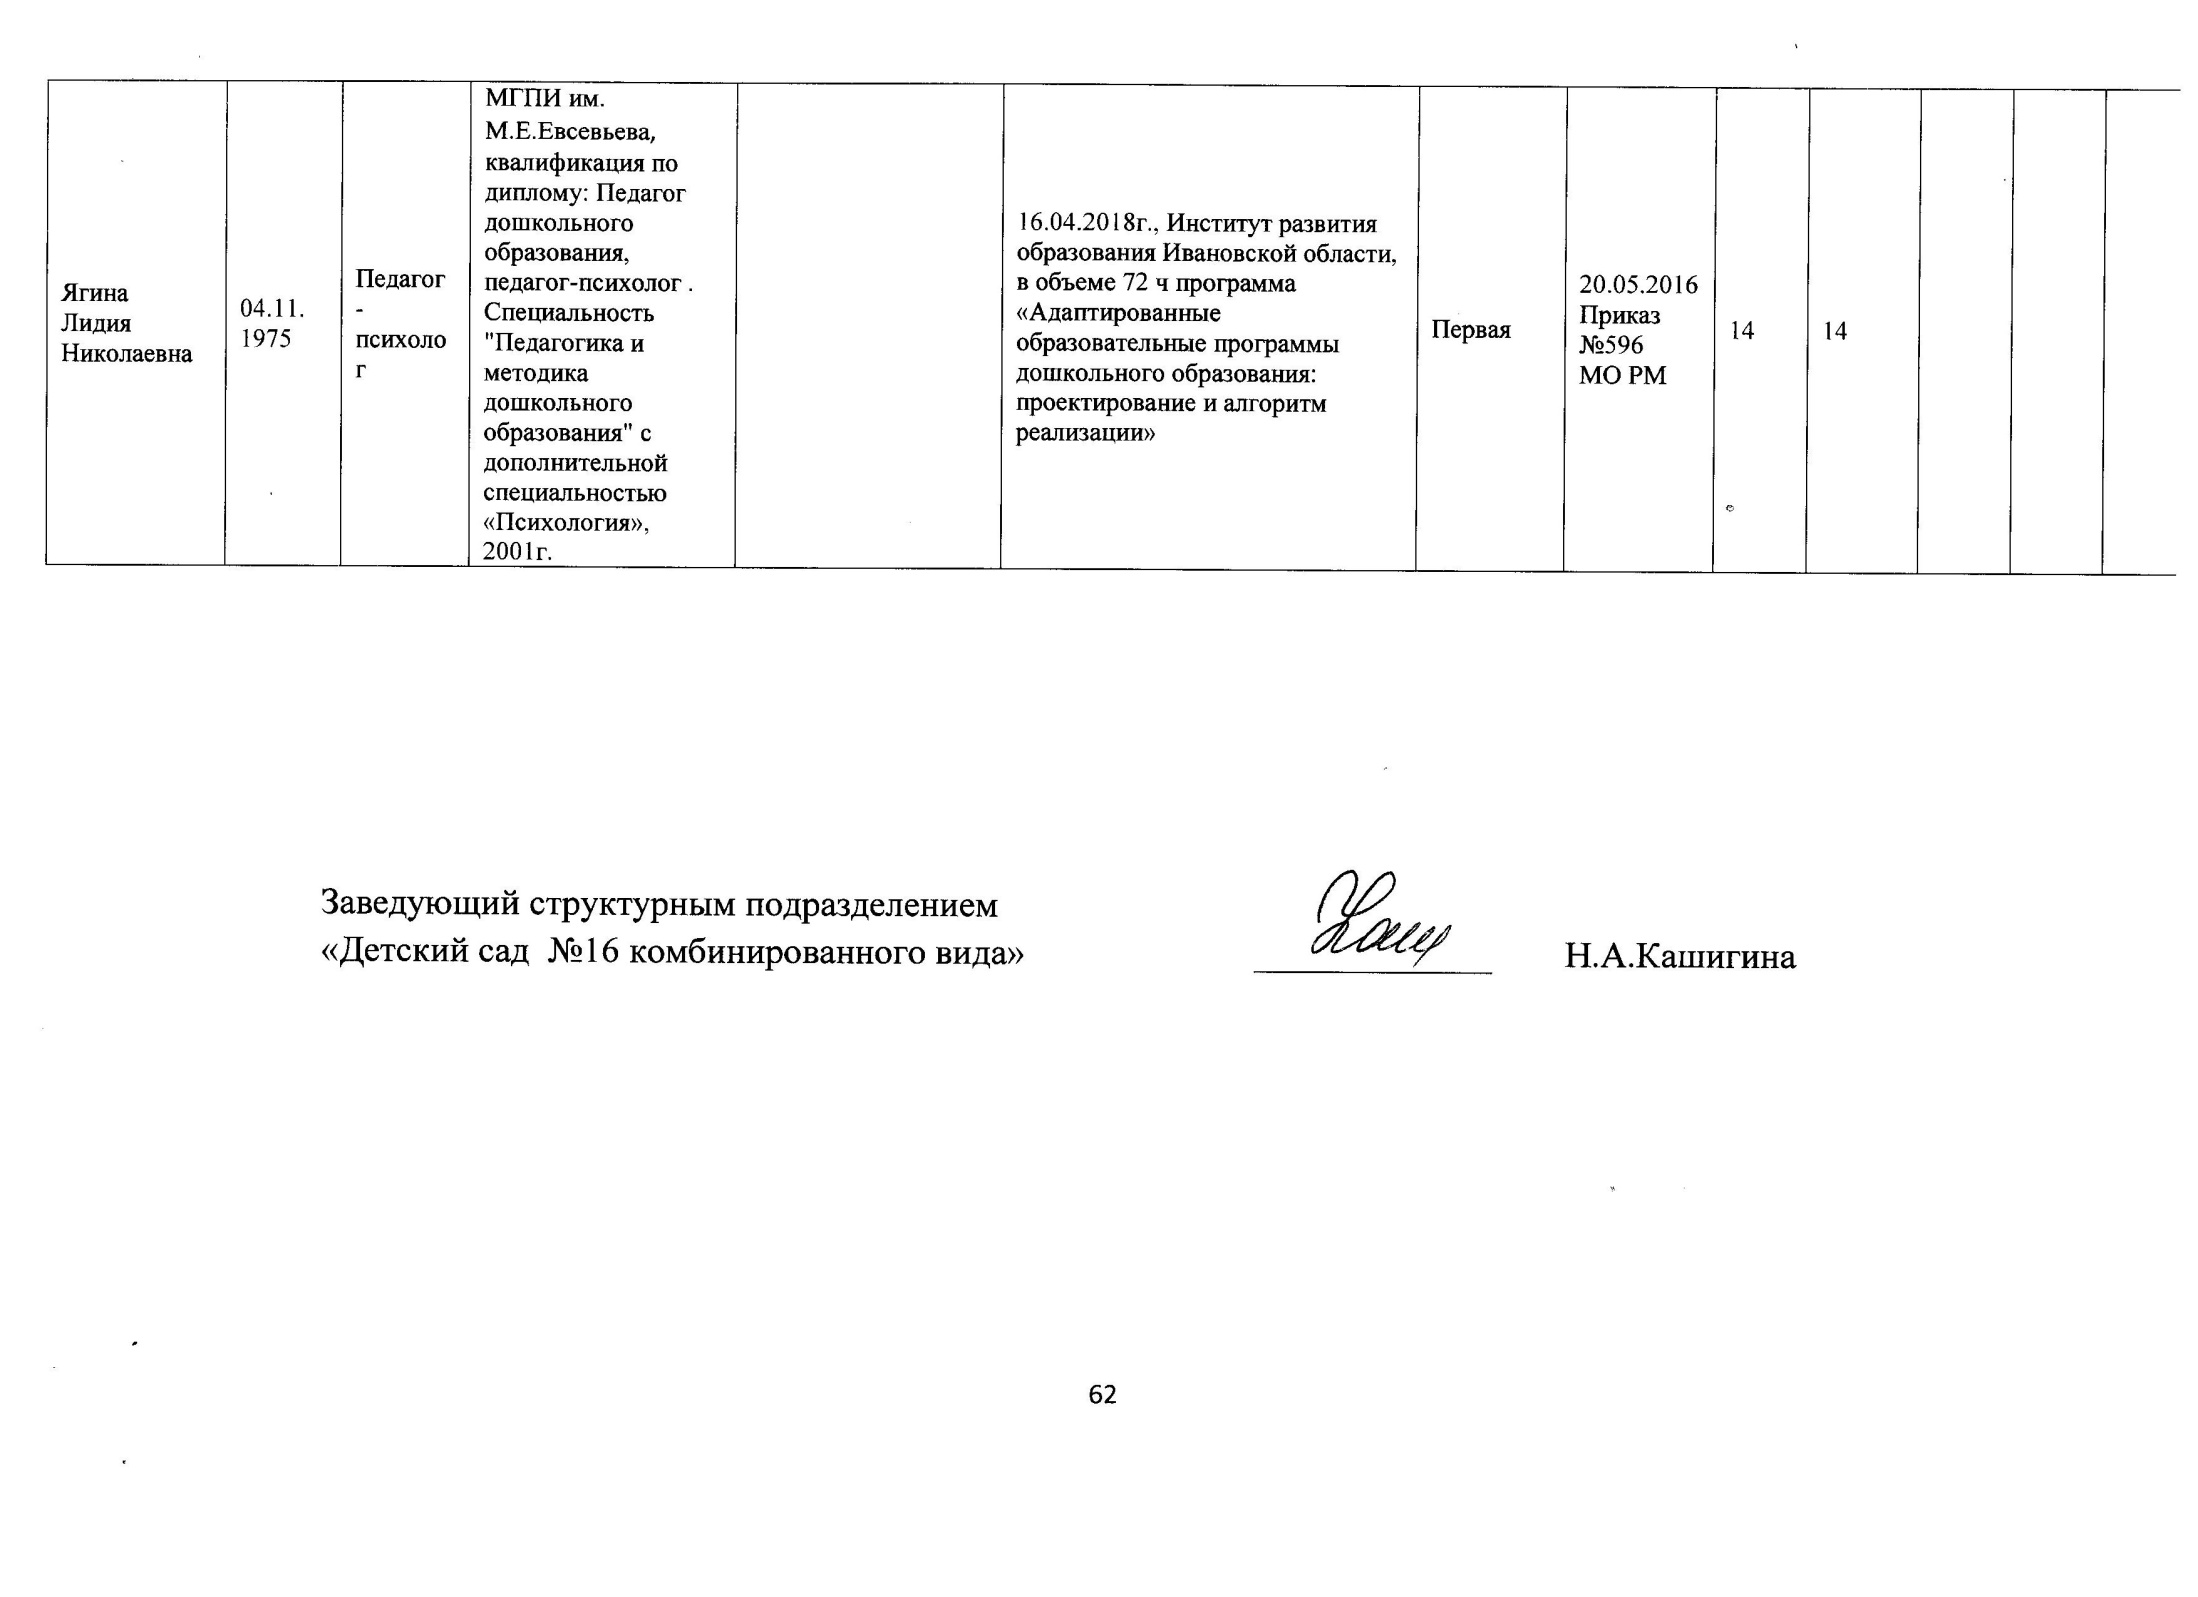 Ягина
Лидия
Николаевна
04.11.
1975
Педагог
-
психоло
г
МГПИ им.
М.Е.Евсевьева,
квалификация по
диплому: Педагог
дошкольного
образования,
педагог-психолог .
Специальность
"Педагогика и
методика
дошкольного
образования" с
дополнительной
специальностью
«Психология»,
2001г.
16.04.2018г., Институт развития
образования Ивановской области,
в объеме 72 ч программа
«Адаптированные
образовательные программы
дошкольного образования:
проектирование и алгоритм
реализации»
Первая
20.05.2016
Приказ
№596
МО РМ
14
14
Заведующий структурным подразделением
«Детский сад №16 комбинированного вида»
Н.А.Кашигина
62